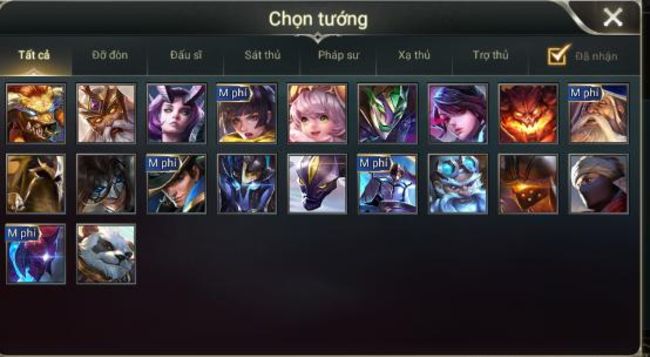 Chọn tướng
Tất cả Đỡ đòn Đấu sĩ Sát thủ Pháp sư Xạ thủ Trợ thủ Đã nhận
M phí M phí
M phí M phí
M phí